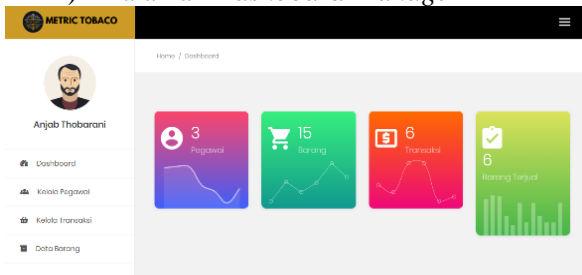 METRIC TOBACO
Home / Dashboard
Anjab Thobarani
Dashboard
Kelola Pegawai
Kelola Transaksi
Data Barang
3
Pegawai
15
Barang
6
Transaksi
6
Barang Terjual